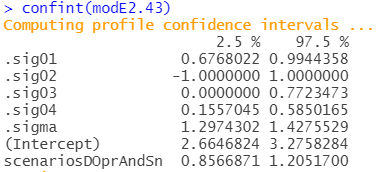 > confint(modE2.43)
Computing profile confidence intervals ...
2.5 % 97.5 %
.sig01 0.6768022 0.9944358
.sig02 -1.0000000 1.0000000
.sig03 0.0000000 0.7723473
.sig04 0.1557045 0.5850165
.sigma 1.2974302 1.4275529
(Intercept) 2.6646824 3.2758284
scenariosDOprAndSn 0.8566871 1.2051700